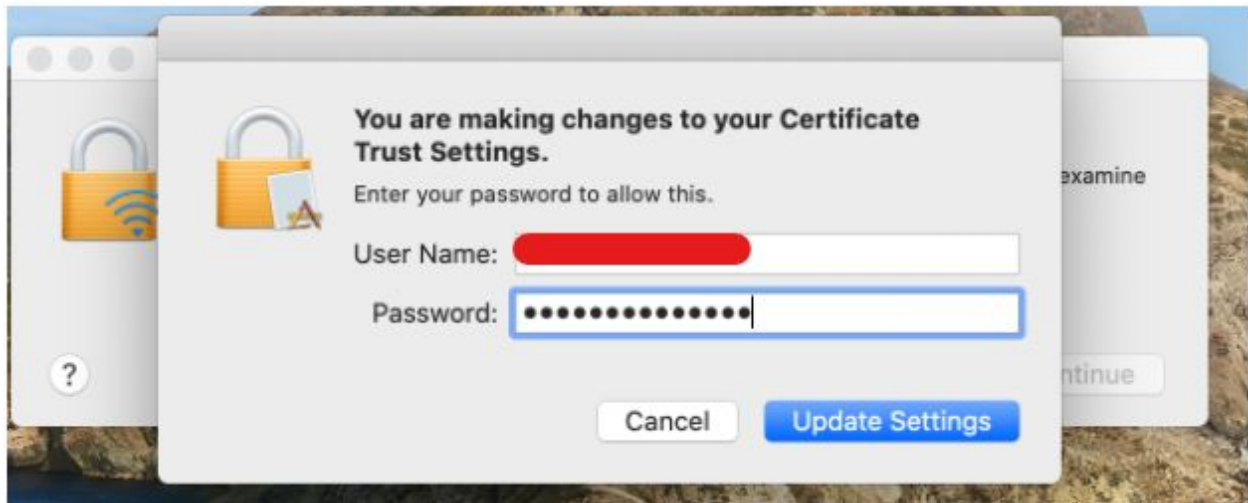 You are making changes to your Certificate
Trust Settings.
Enter your password to allow this.
examine
User Name:
Password: ••••••••••••••
?
Cancel
Update Settings
ntinue